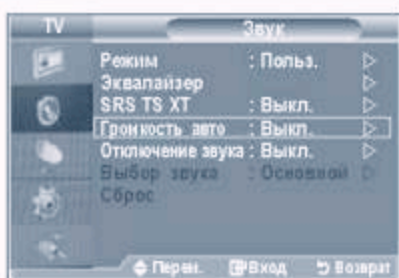 TV Звук
Режим : Польз.
Эквалайзер
SRS TS XT : Выкл.
Громкость авто : Выкл.
Отключение звука : Выкл.
Выбор звука : Основной
Сброс
Перем. Вход Возврат